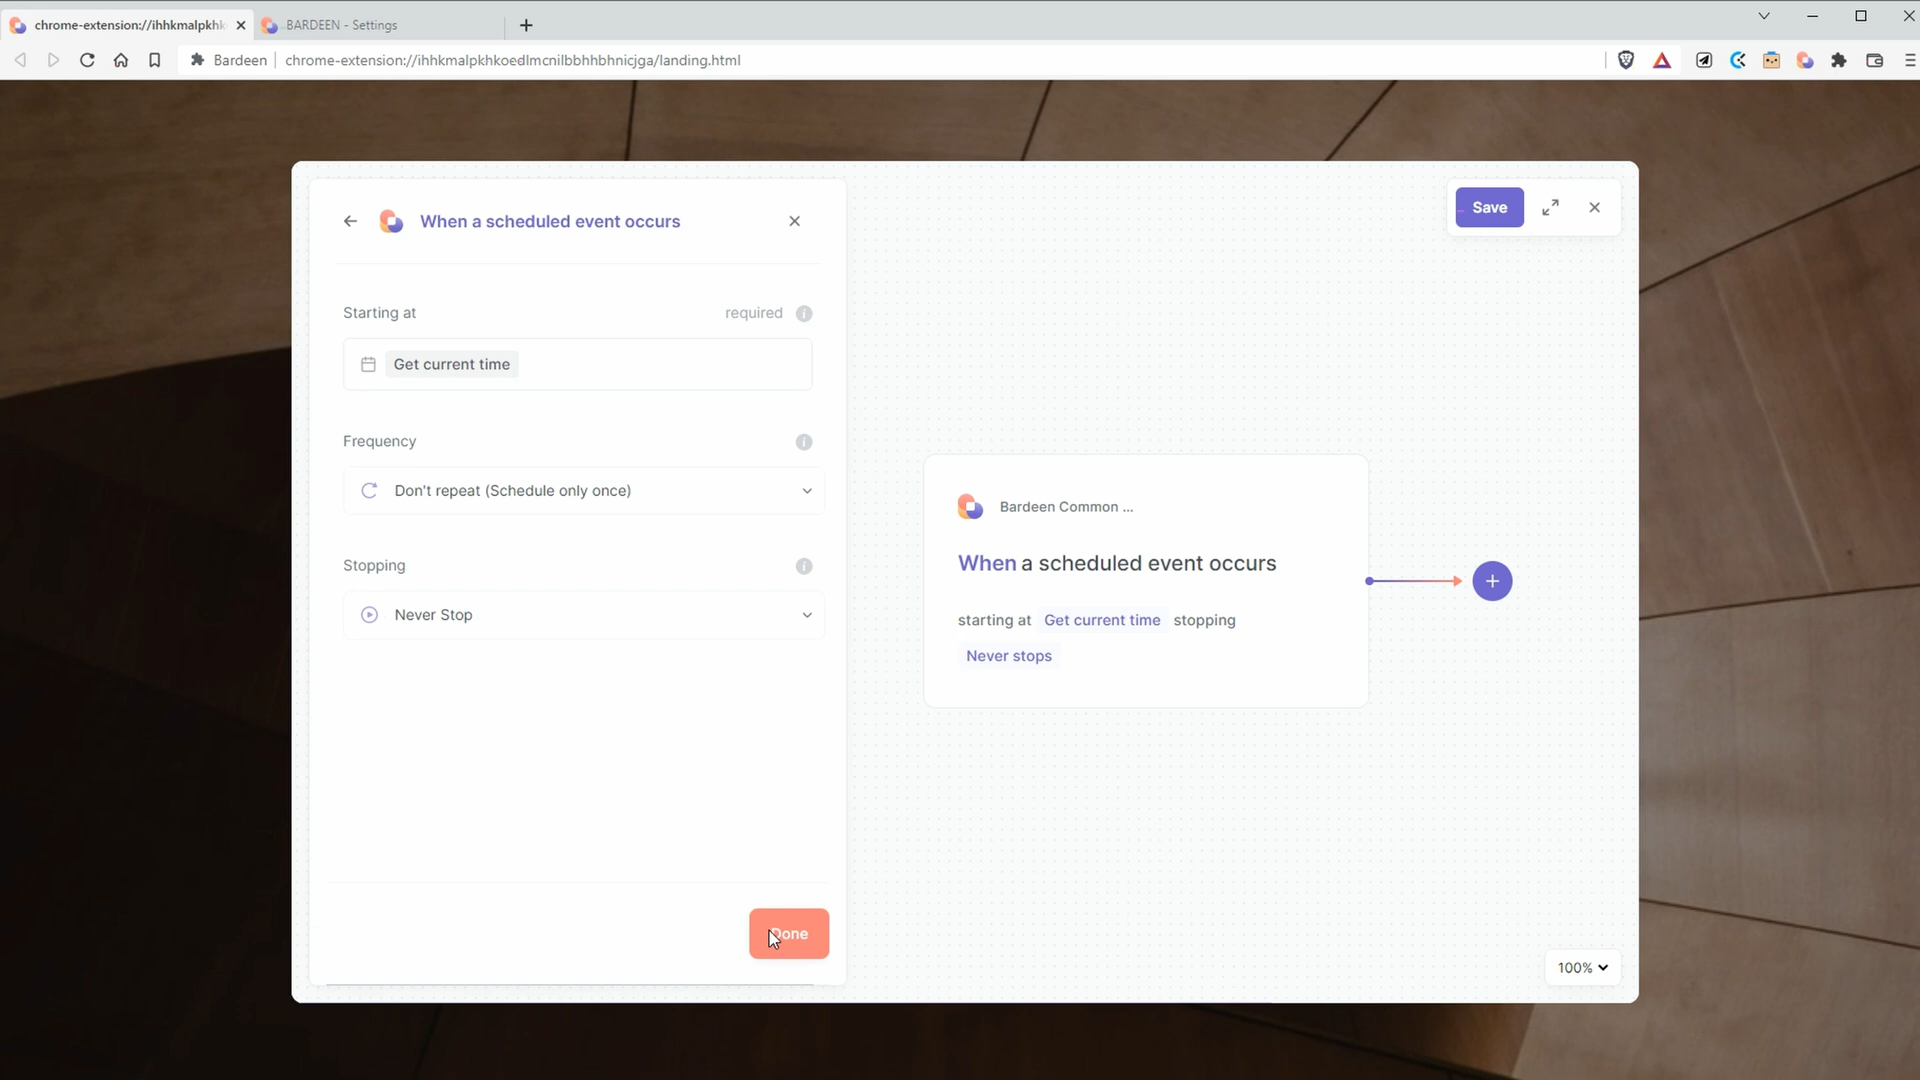 chrome-extension://ihhkmalpkhk
BARDEEN - Settings
Bardeen
chrome-extension://ihhkmalpkhkoedlmcnilbbhhbhnicjga/landing.html
When a scheduled event occurs
Save
Starting at
required
Get current time
Frequency
Don't repeat (Schedule only once)
Stopping
Never Stop
Bardeen Common ...
When a scheduled event occurs
starting at Get current time stopping
Never stops
Done
100%